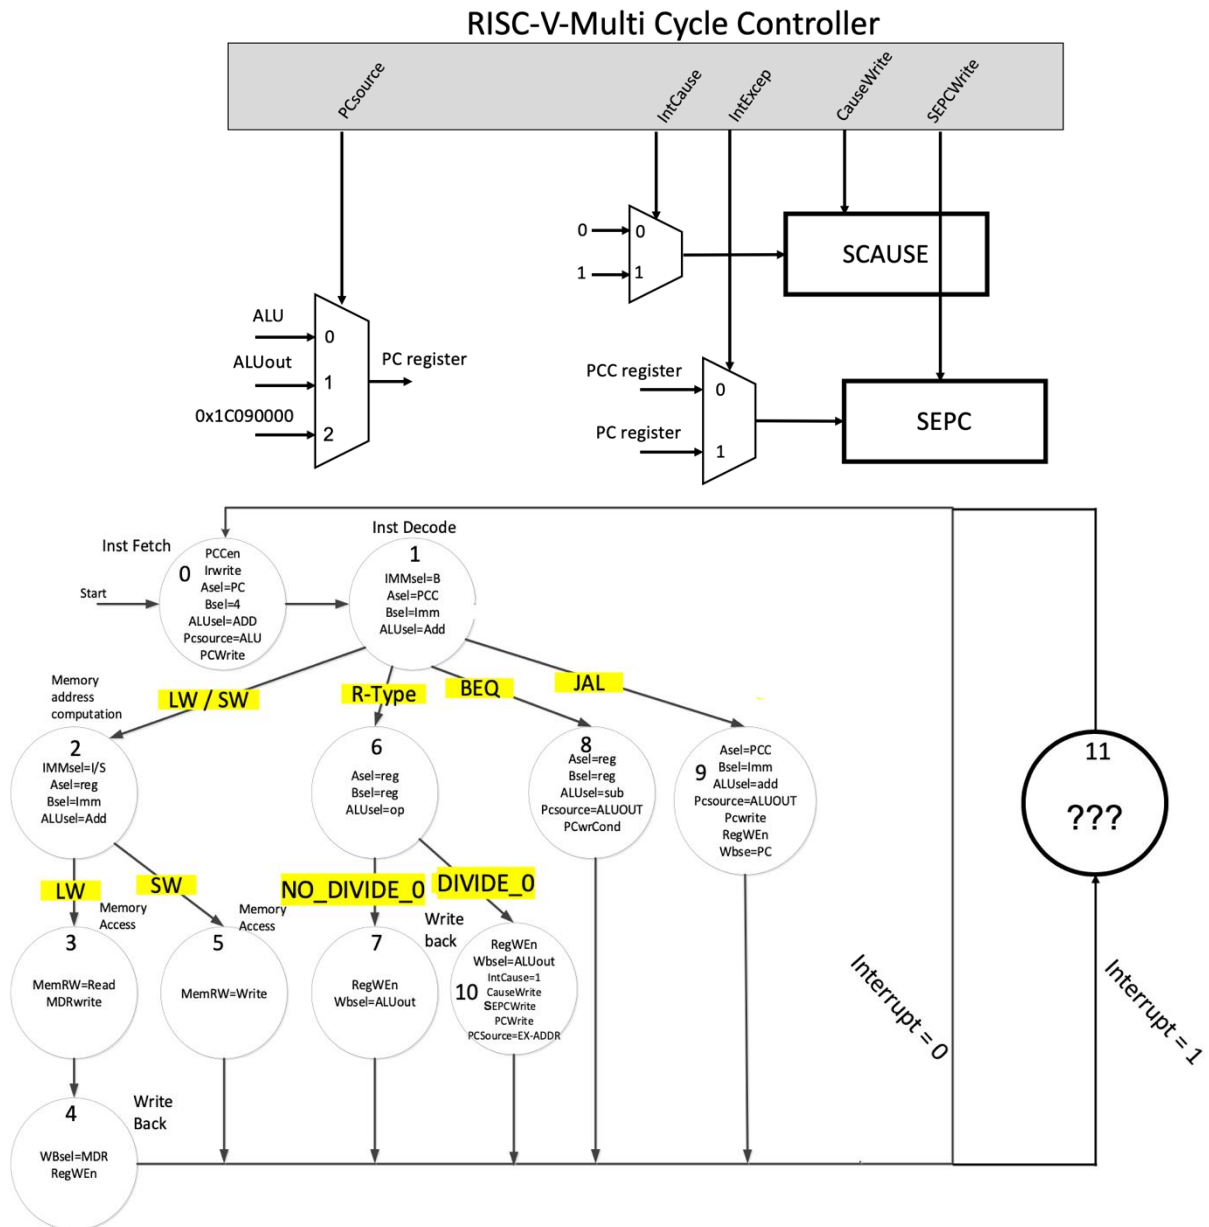 RISC-V-Multi Cycle Controller
PCsource
IntCause
IntExcep
CauseWrite
SEPCWrite
0
1
0
1
SCAUSE
ALU
ALUout
0x1C090000
0
1
2
PC register
PCC register
PC register
0
1
SEPC
Inst Fetch
Start
0
PCCen
Irwrite
Asel=PC
Bsel=4
ALUsel=ADD
Pcsource=ALU
PCWrite
Inst Decode
1
IMMsel=B
Asel=PCC
Bsel=Imm
ALUsel=Add
LW / SW
R-Type
BEQ
JAL
Memory
address
computation
2
IMMsel=I/S
Asel=reg
Bsel=Imm
ALUsel=Add
6
Asel=reg
Bsel=reg
ALUsel=op
8
Asel=reg
Bsel=reg
ALUsel=sub
Pcsource=ALUOUT
PCwrCond
9
Asel=PCC
Bsel=Imm
ALUsel=add
Pcsource=ALUOUT
Pcwrite
RegWEn
Wbse=PC
11
???
LW
SW
NO_DIVIDE_0
DIVIDE_0
Memory
Access
Memory
Access
Write
back
3
MemRW=Read
MDRwrite
5
MemRW=Write
7
RegWEn
Wbsel=ALUout
10
RegWEn
Wbsel=ALUout
IntCause=1
CauseWrite
SEPCWrite
PCWrite
PCSource=EX-ADDR
Interrupt = 0
Interrupt = 1
Write
Back
4
WBsel=MDR
RegWEn